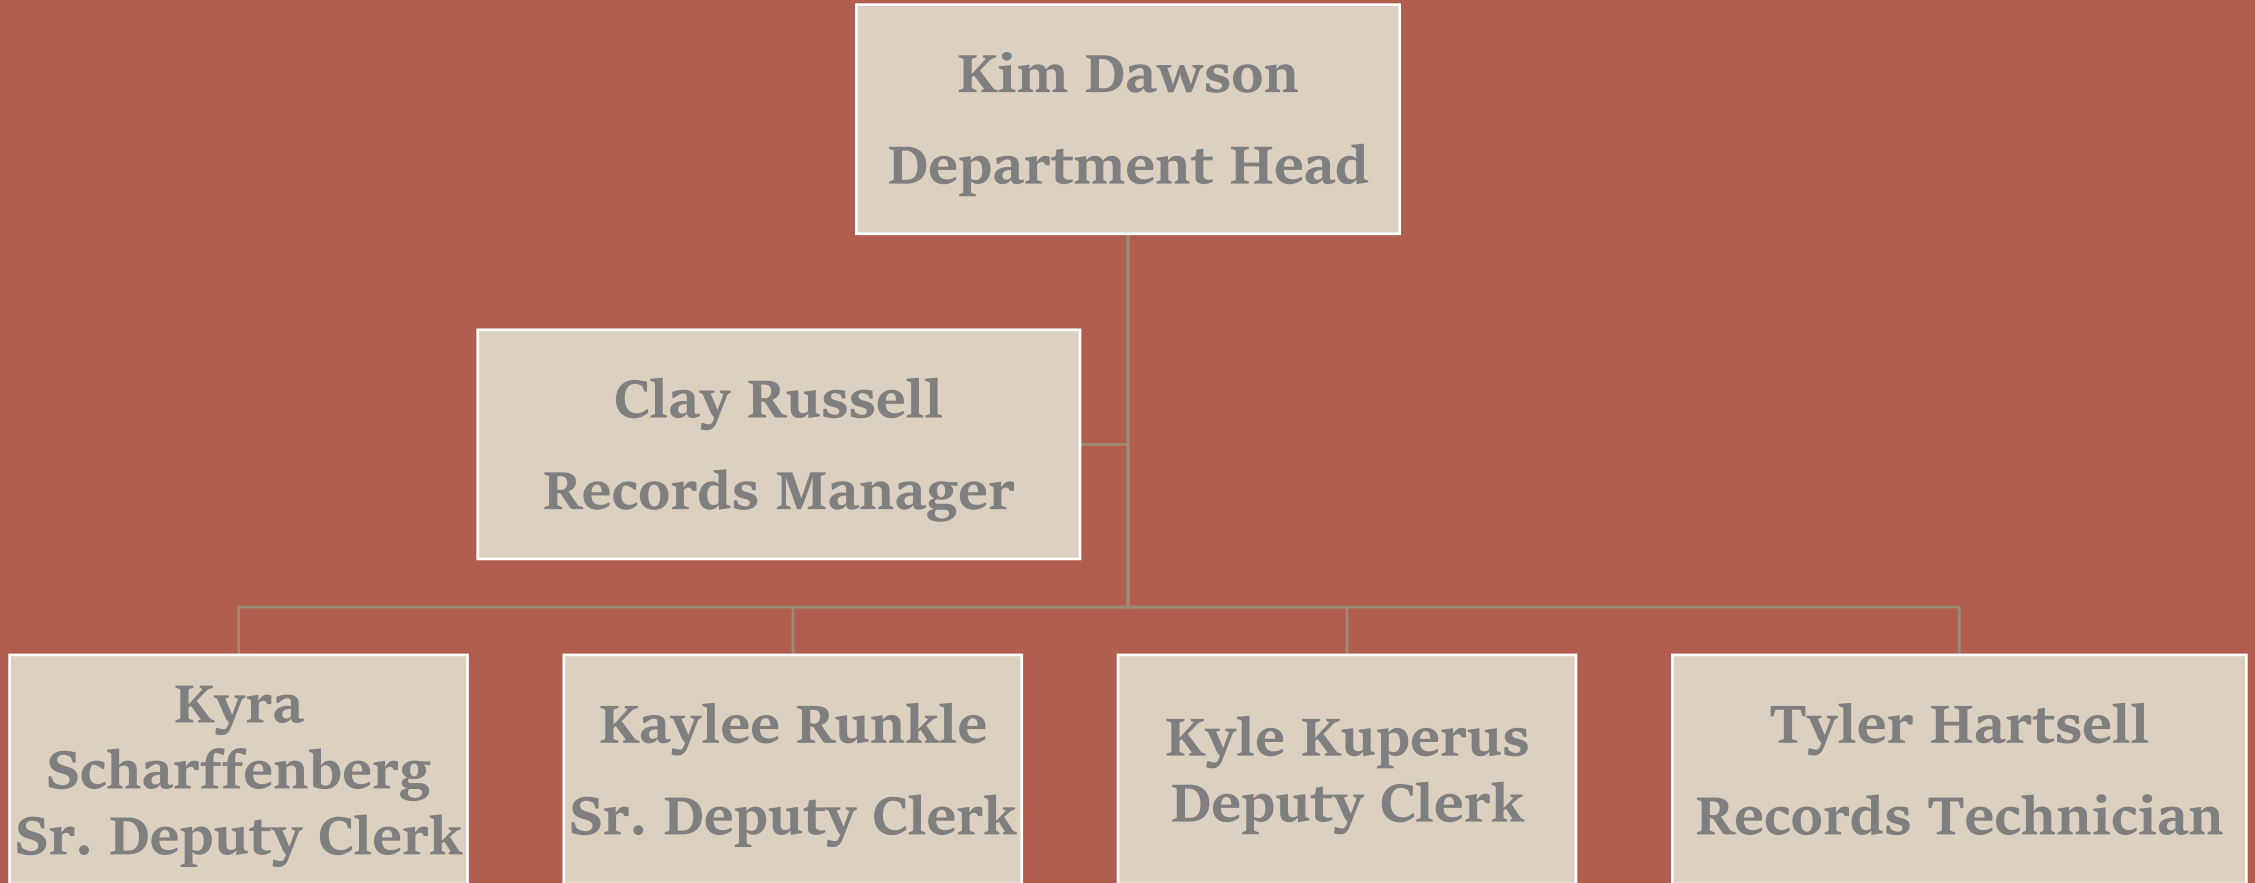 Kim Dawson
Department Head
Clay Russell
Records Manager
Kyra
Scharffenberg
Sr. Deputy Clerk
Kaylee Runkle
Sr. Deputy Clerk
Kyle Kuperus
Deputy Clerk
Tyler Hartsell
Records Technician